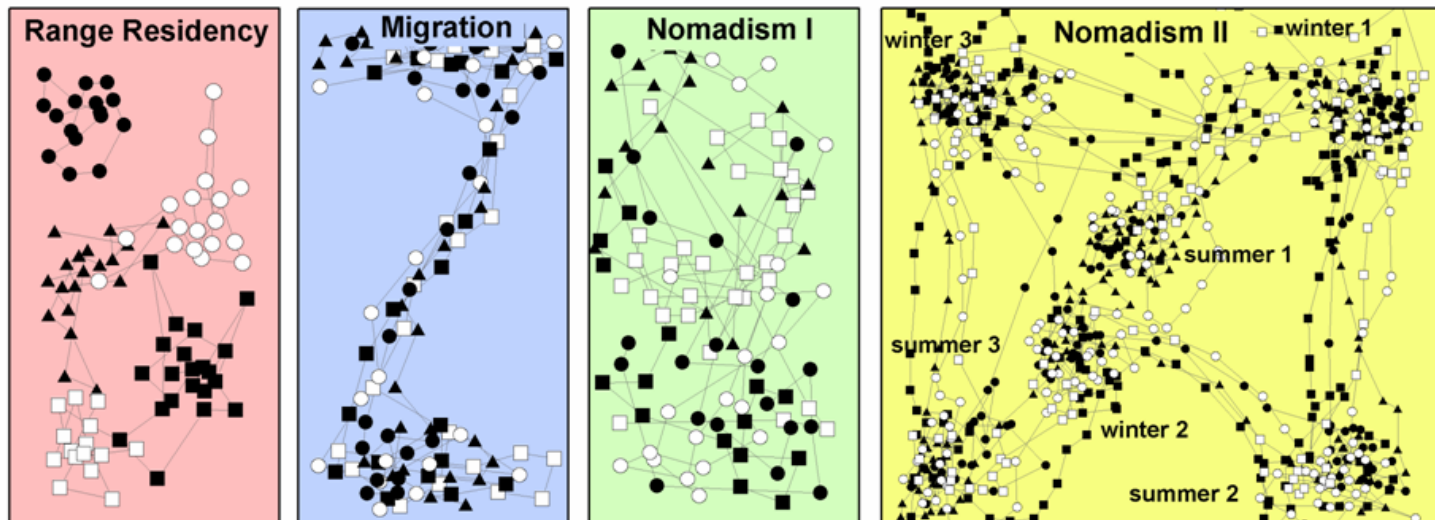 Range Residency
Migration
Nomadism I
Nomadism II
winter 3
winter 1
summer 1
summer 3
winter 2
summer 2